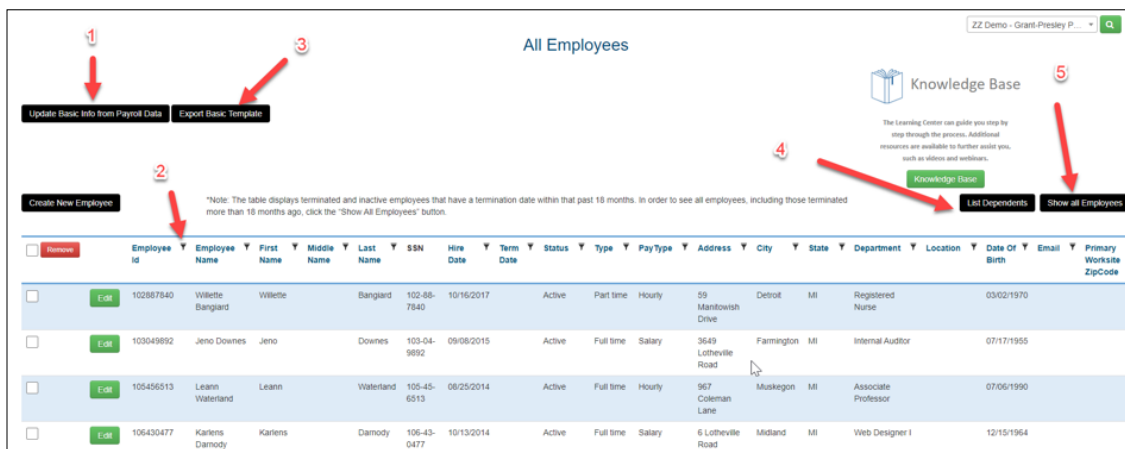 ZZ Demo - Grant-Presley P...
1
3
All Employees
5
Knowledge Base
Update Basic Info from Payroll Data Export Basic Template
The Learning Center can guide you step by
step through the process. Additional
resources are available to further assist you,
such as videos and webinars.
4
2
Knowledge Base
Create New Employee
*Note: The table displays terminated and inactive employees that have a termination date within that past 18 months. In order to see all employees, including those terminated
more than 18 months ago, click the "Show All Employees" button.
List Dependents Show all Employees
Remove Employee Employee First Middle Last SSN Hire Term Status Type PayType Address City State Department Location Date Of Email Primary
Id Name Name Name Name Date Date Birth Worksite
ZipCode
Edit 102887840 Willette Willette Bangiard 102-88- 10/16/2017 Active Part time Hourly 59 Detroit MI Registered 03/02/1970
Bangiard 7840 Manitowish Nurse
Drive
Edit 103049892 Jeno Downes Jeno Downes 103-04- 09/08/2015 Active Full time Salary 3649 Farmington MI Internal Auditor 07/17/1955
9892 Lotheville
Road
Edit 105456513 Leann Leann Waterland 105-45- 08/25/2014 Active Full time Hourly 967 Muskegon MI Associate 07/06/1990
Waterland 6513 Coleman Professor
Lane
Edit 106430477 Karlens Karlens Darnody 106-43- 10/13/2014 Active Full time Salary 6 Lotheville Midland MI Web Designer I 12/15/1964
Darnody 0477 Road